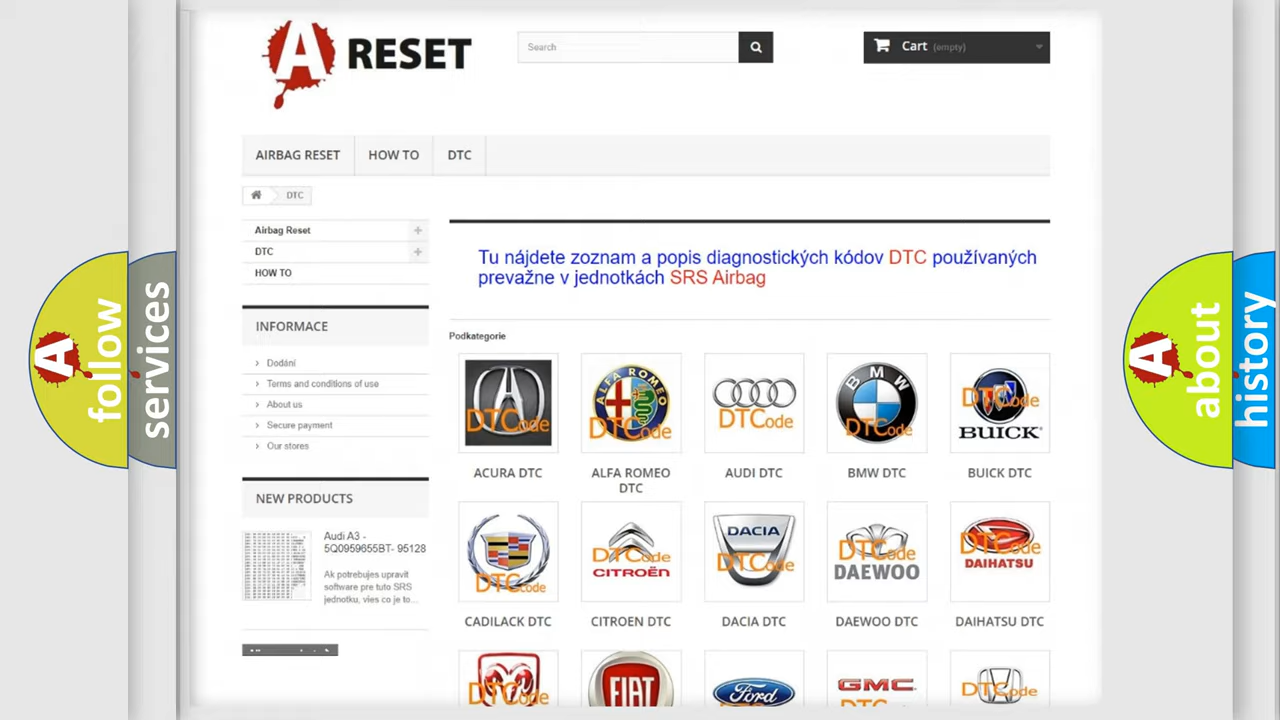 A RESET
Search
Cart (empty)
AIRBAG RESET
HOW TO
DTC
DTC
Airbag Reset
DTC
HOW TO
INFORMACE
Dodání
Terms and conditions of use
About us
Secure payment
Our stores
NEW PRODUCTS
Audi A3 -
5Q0959655BT- 95128
Ak potrebujes upravit
software pre tuto SRS
jednotku, vies co je to...
Tu nájdete zoznam a popis diagnostických kódov DTC používaných
prevažne v jednotkách SRS Airbag
Podkategorie
DTCode
ALFA ROMEO
DTCode
DTCode
BMW
DTCode
DTCode
BUICK
ACURA DTC
ALFA ROMEO
DTC
AUDI DTC
BMW DTC
BUICK DTC
DTCode
DTCode
CITROËN
DACIA
DTCode
DTCode
DAEWOO
DTCode
DAIHATSU
CADILACK DTC
CITROEN DTC
DACIA DTC
DAEWOO DTC
DAIHATSU DTC
DTCode
FIAT
Ford
GMC
DTCode
A follow
services
A about
history